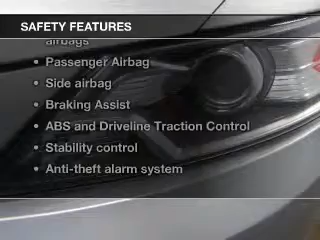 SAFETY FEATURES
airbags
• Passenger Airbag
• Side airbag
• Braking Assist
• ABS and Driveline Traction Control
• Stability control
• Anti-theft alarm system